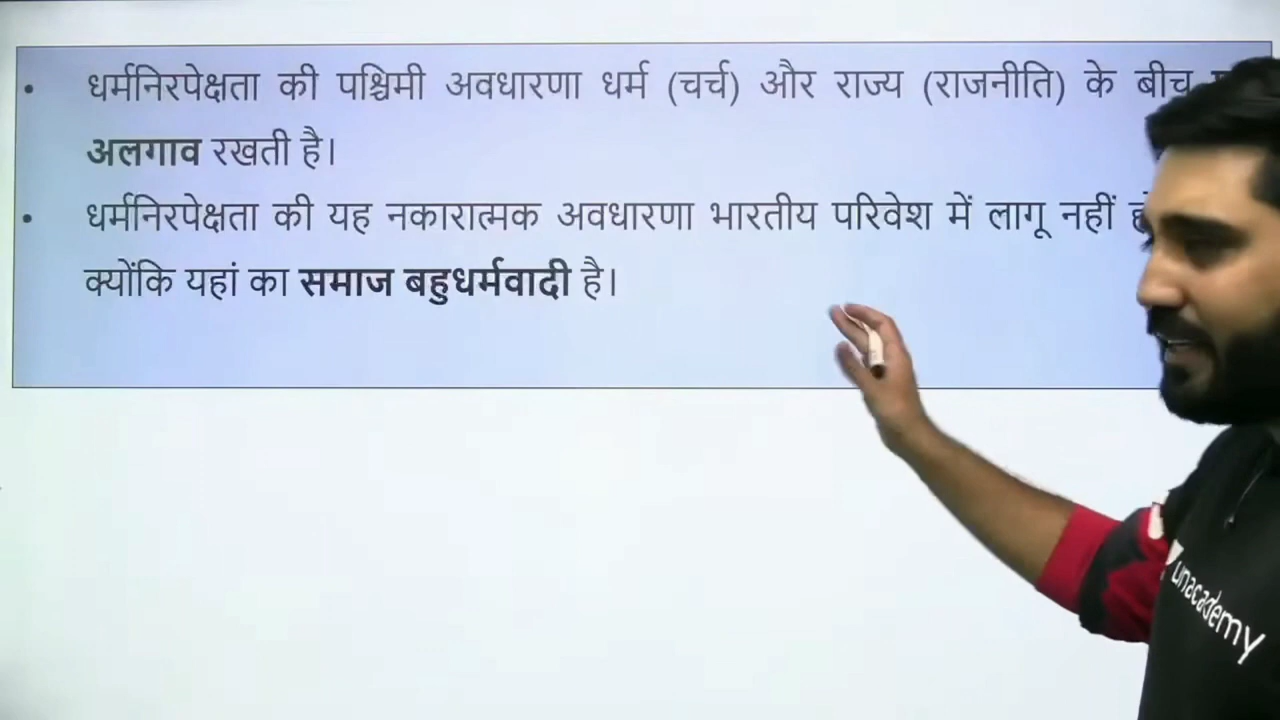 • धर्मनिरपेक्षता की पश्चिमी अवधारणा धर्म (चर्च) और राज्य (राजनीति) के बीच
अलगाव रखती है।
• धर्मनिरपेक्षता की यह नकारात्मक अवधारणा भारतीय परिवेश में लागू नहीं
क्योंकि यहां का समाज बहुधर्मवादी है।
unacademy